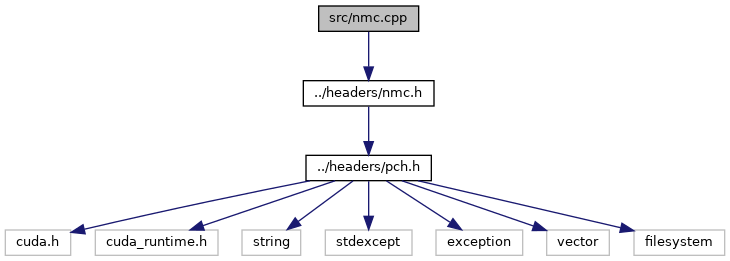 src/nmc.cpp
../headers/nmc.h
../headers/pch.h
cuda.h
cuda_runtime.h
string
stdexcept
exception
vector
filesystem